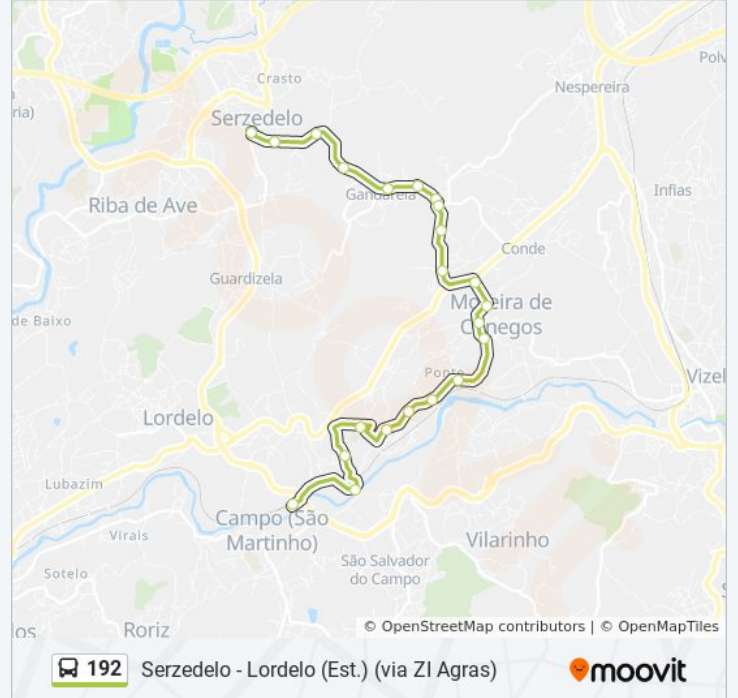 Polv
Crasto
Nespereira
ria)
Serzedelo
Infias
Gandarela
Riba de Ave
Conde
Guardizela
Moreira de
Cónegos
de Baixo
Ponte
Vizel
Lordelo
Lubazim
Campo (São
Martinho)
Virais
Vilarinho
São Salvador
do Campo
Sotelo
los
Roriz
© OpenStreetMap contributors | © OpenMapTiles
192 Serzedelo - Lordelo (Est.) (via ZI Agras)
moovit